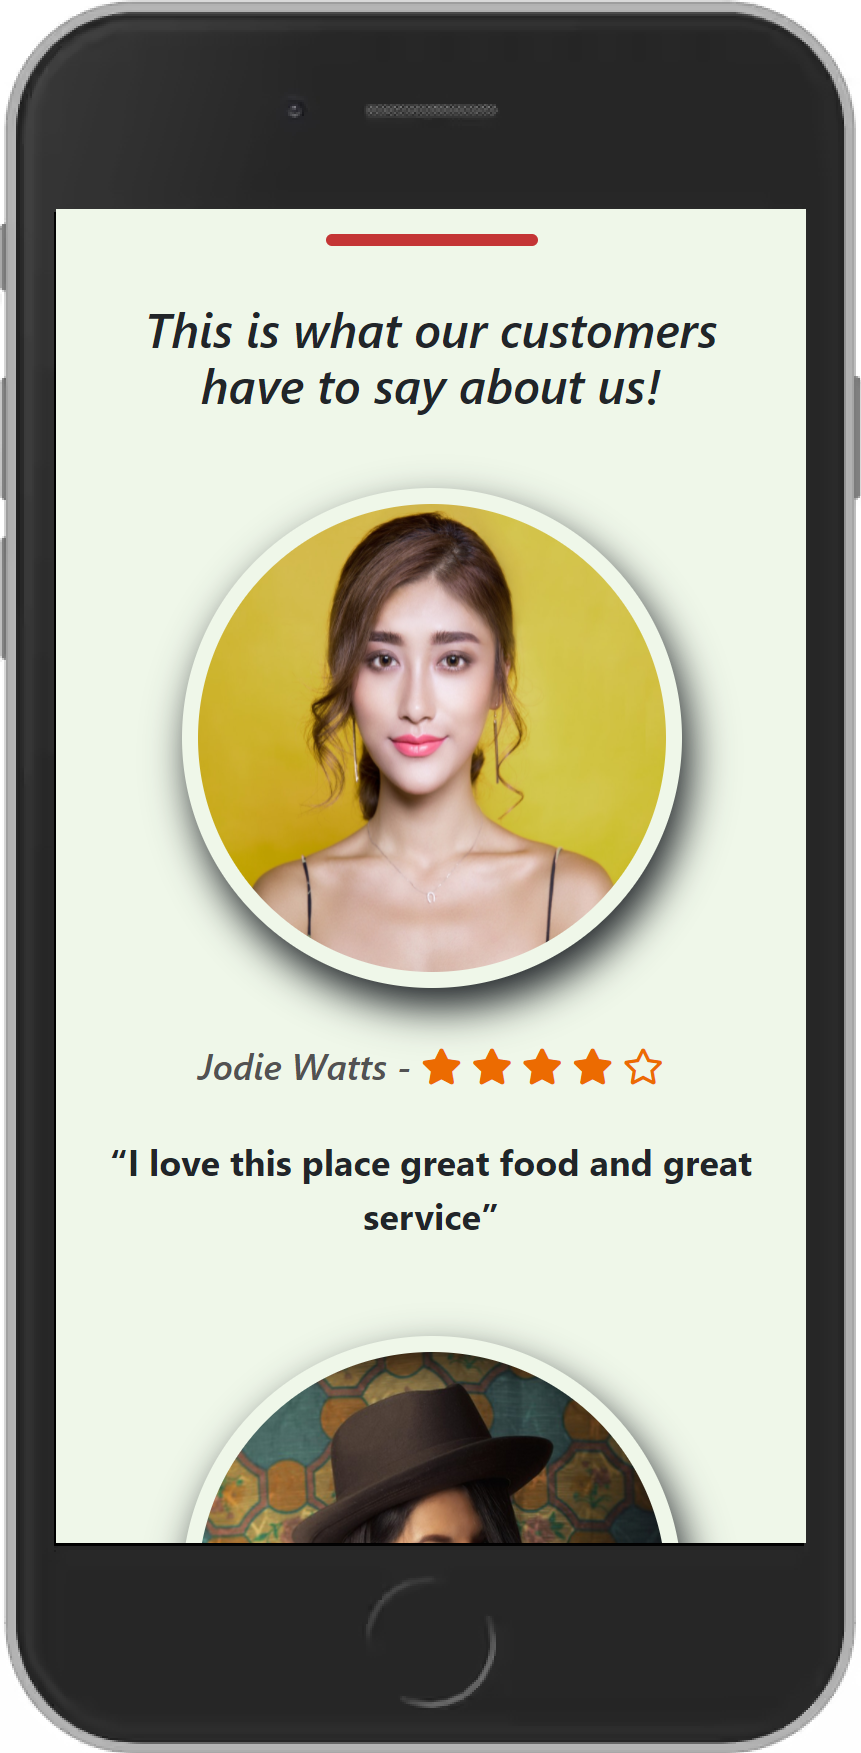 This is what our customers
have to say about us!
Jodie Watts -
“I love this place great food and great
service”